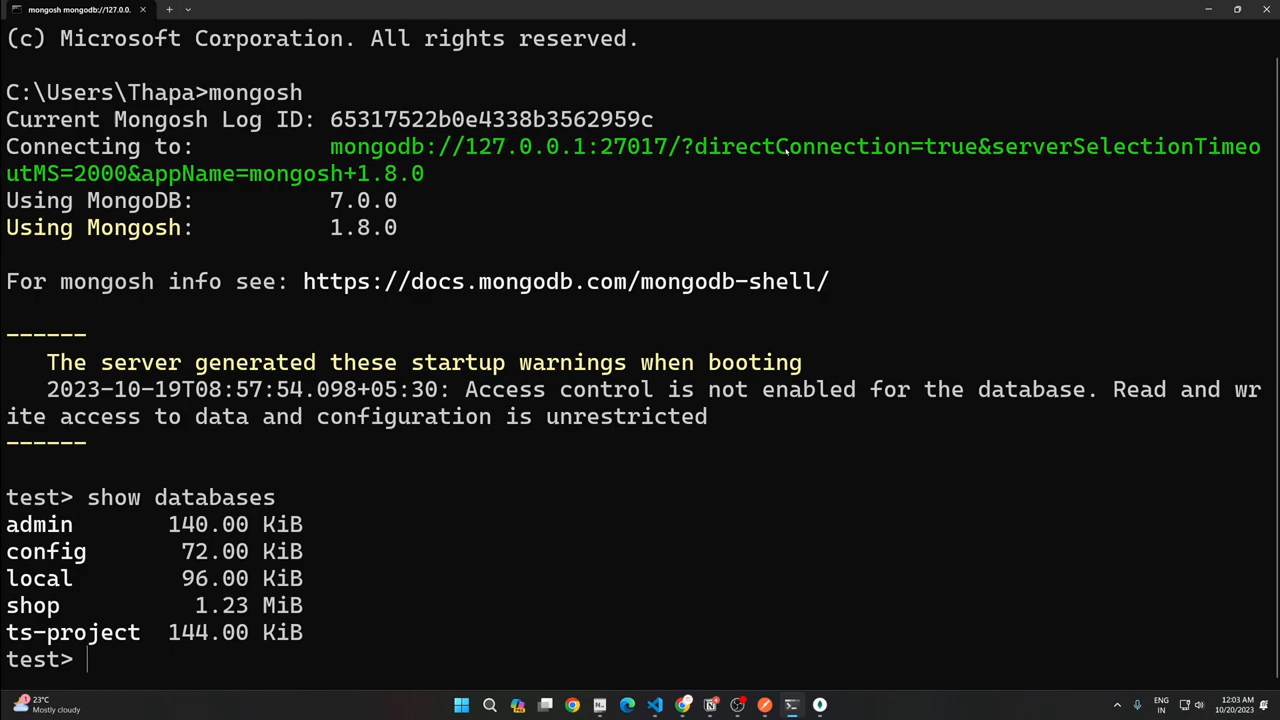 mongosh mongodb://127.0.0.
(c) Microsoft Corporation. All rights reserved.
C:\Users\Thapa>mongosh
Current Mongosh Log ID: 65317522b0e4338b3562959c
Connecting to: mongodb://127.0.0.1:27017/?directConnection=true&serverSelectionTimeo
utMS=2000&appName=mongosh+1.8.0
Using MongoDB: 7.0.0
Using Mongosh: 1.8.0
For mongosh info see: https://docs.mongodb.com/mongodb-shell/
------
The server generated these startup warnings when booting
2023-10-19T08:57:54.098+05:30: Access control is not enabled for the database. Read and wr
ite access to data and configuration is unrestricted
------
test> show databases
admin 140.00 KiB
config 72.00 KiB
local 96.00 KiB
shop 1.23 MiB
ts-project 144.00 KiB
test>
23°C
Mostly cloudy
ENG
IN
12:03 AM
10/20/2023